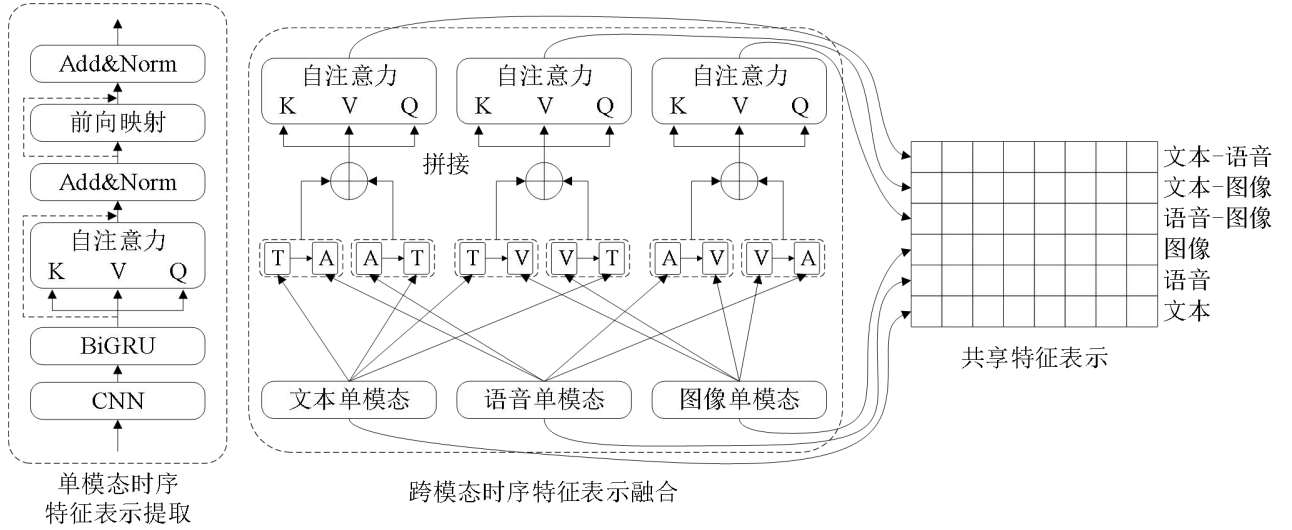 Add&Norm
前向映射
Add&Norm
自注意力
K V Q
BiGRU
CNN
单模态时序
特征表示提取
自注意力
K V Q
自注意力
K V Q
自注意力
K V Q
拼接
T A A T T V V T A V V A
文本单模态 语音单模态 图像单模态
跨模态时序特征表示融合
文本-语音
文本-图像
语音-图像
图像
语音
文本
共享特征表示